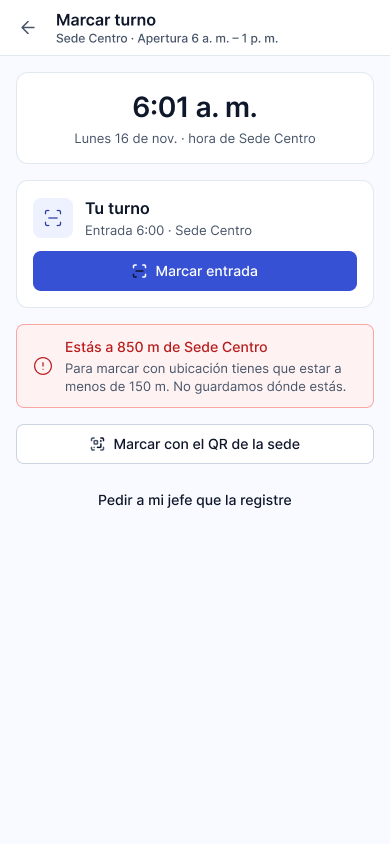 Marcar turno
Sede Centro · Apertura 6 a. m. – 1 p. m.
6:01 a. m.
Lunes 16 de nov. · hora de Sede Centro
Tu turno
Entrada 6:00 · Sede Centro
Marcar entrada
Estás a 850 m de Sede Centro
Para marcar con ubicación tienes que estar a
menos de 150 m. No guardamos dónde estás.
Marcar con el QR de la sede
Pedir a mi jefe que la registre